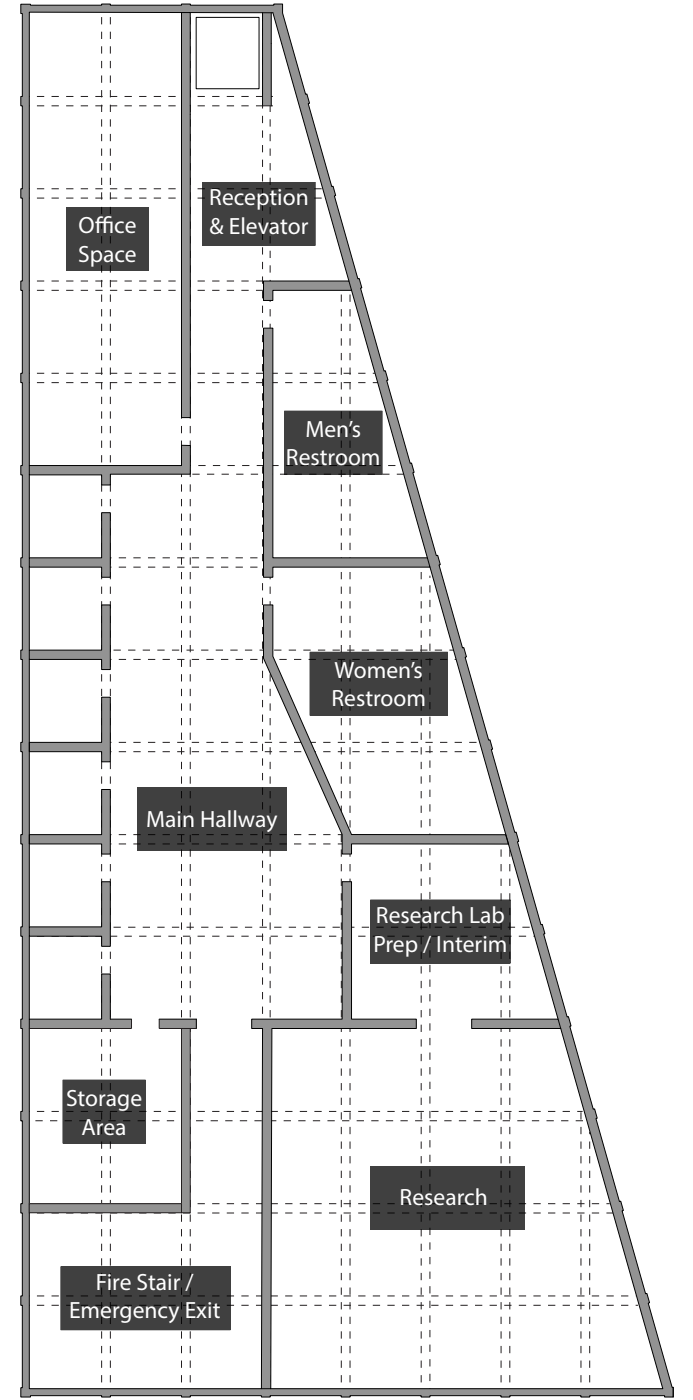 Reception
& Elevator
Office
Space
Men’s
Restroom
Women’s
Restroom
Main Hallway
Research Lab
Prep / Interim
Storage
Area
Research
Fire Stair /
Emergency Exit